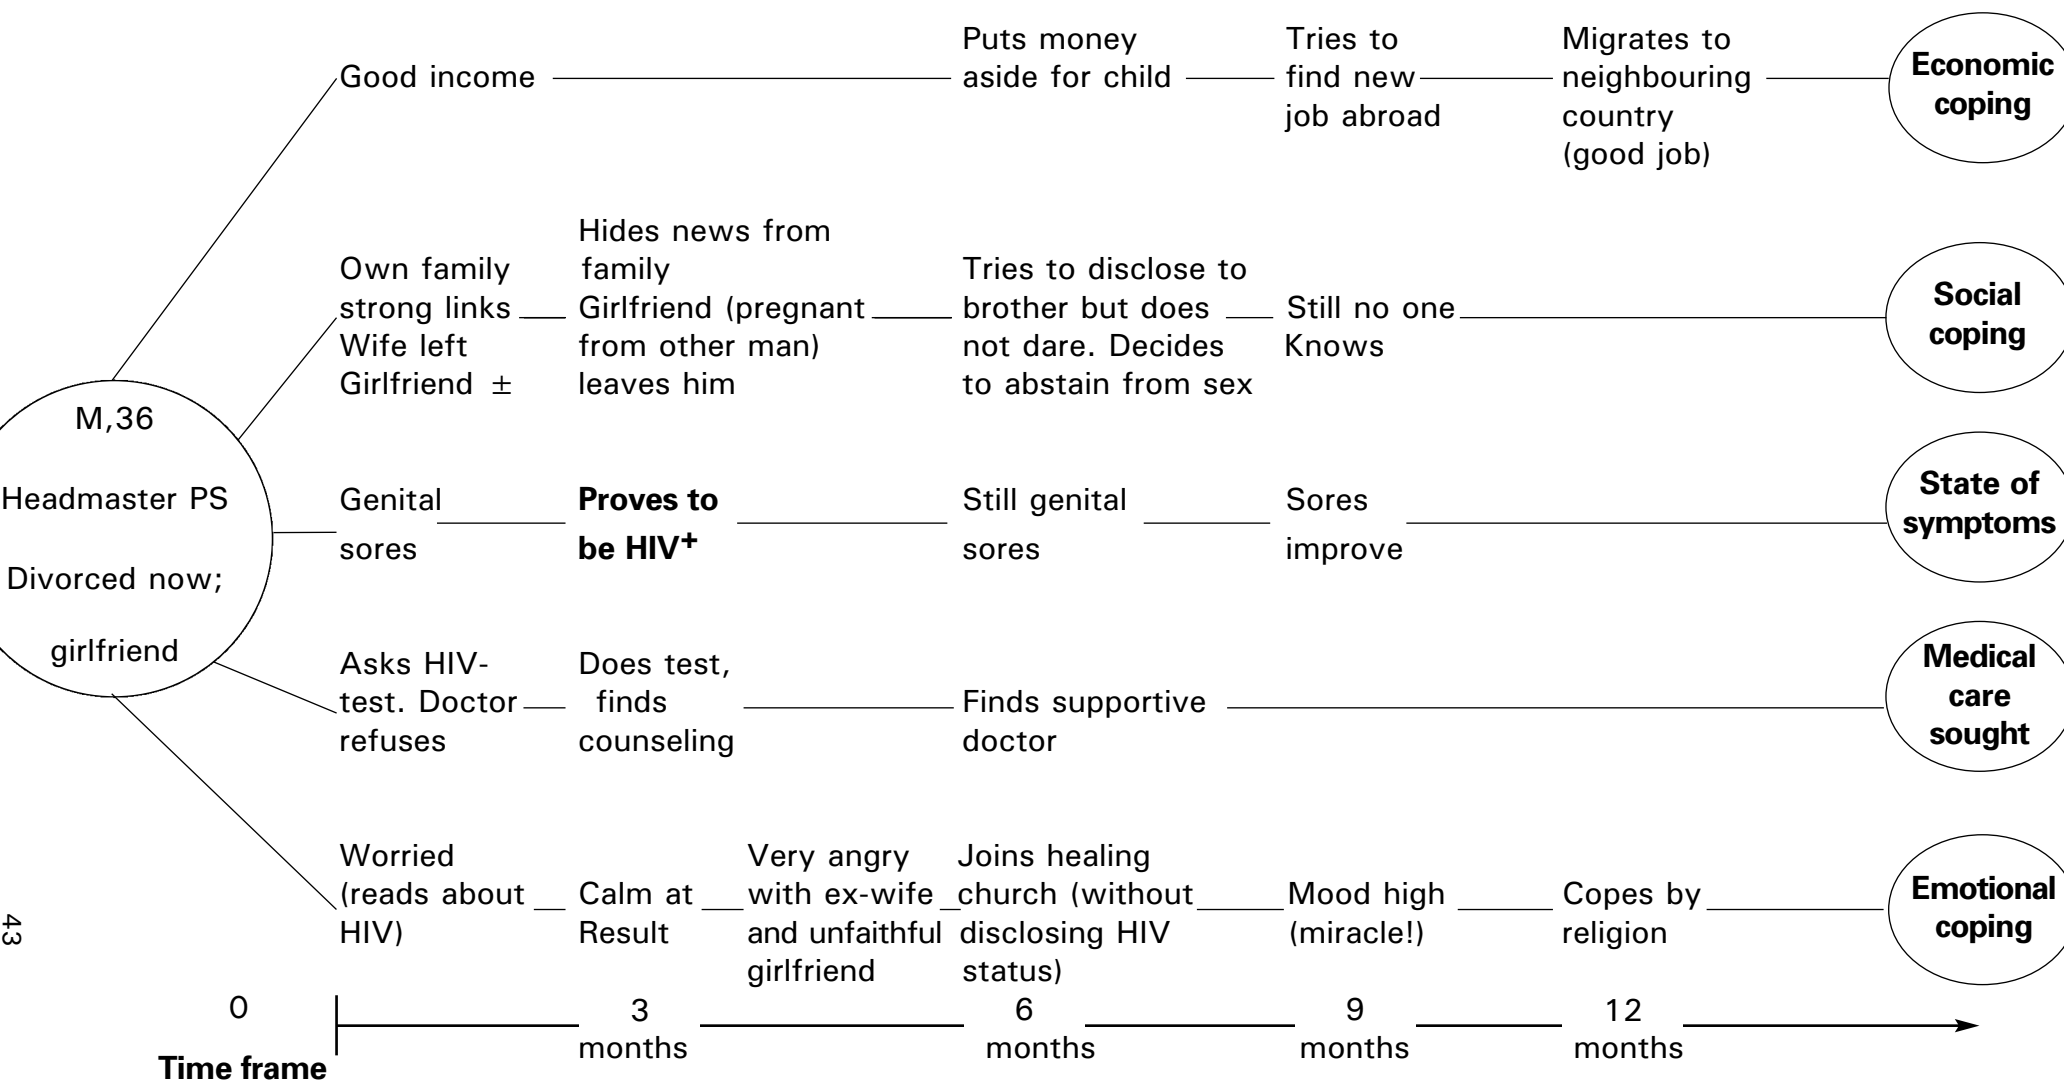 Good income
Puts money
aside for child
Tries to
find new
job abroad
Migrates to
neighbouring
country
(good job)
Economic
coping
Own family
strong links
Wife left
Girlfriend ±
Hides news from
family
Girlfriend (pregnant
from other man)
leaves him
Tries to disclose to
brother but does
not dare. Decides
to abstain from sex
Still no one
Knows
Social
coping
M,36
Headmaster PS
Divorced now;
girlfriend
Genital
sores
Proves to
be HIV+
Still genital
sores
Sores
improve
State of
symptoms
Asks HIV-
test. Doctor
refuses
Does test,
finds
counseling
Finds supportive
doctor
Medical
care
sought
Worried
(reads about
HIV)
Calm at
Result
Very angry
with ex-wife
and unfaithful
girlfriend
Joins healing
church (without
disclosing HIV
status)
Mood high
(miracle!)
Copes by
religion
Emotional
coping
0
3
months
6
months
9
months
12
months
Time frame
43